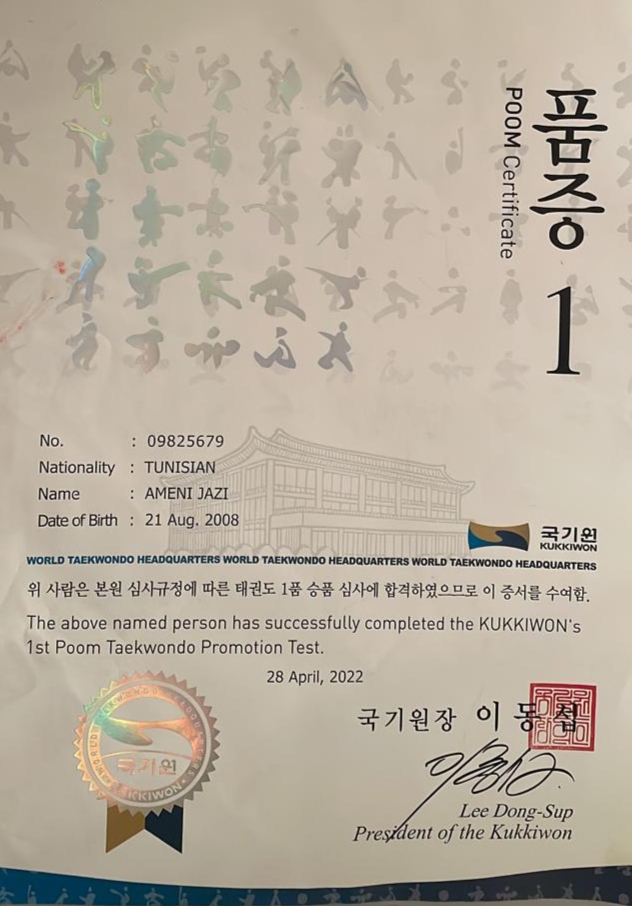 품증 1
POOM Certificate
No. : 09825679
Nationality : TUNISIAN
Name : AMENI JAZI
Date of Birth : 21 Aug. 2008
국기원
KUKKIWON
WORLD TAEKWONDO HEADQUARTERS WORLD TAEKWONDO HEADQUARTERS WORLD TAEKWONDO HEADQUARTERS
위 사람은 본원 심사규정에 따른 태권도 1품 승품 심사에 합격하였으므로 이 증서를 수여함.
The above named person has successfully completed the KUKKIWON's
1st Poom Taekwondo Promotion Test.
28 April, 2022
국기원장 이동섭
Lee Dong-Sup
President of the Kukkiwon
국기원
KUKKIWON